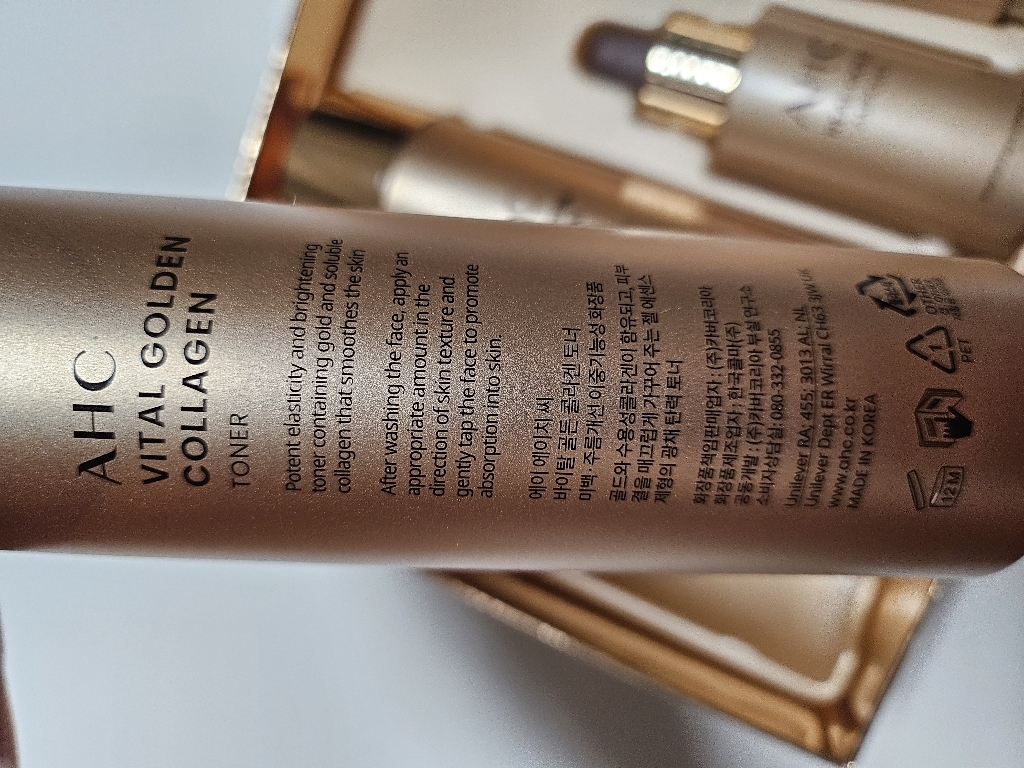 AHC
VITAL GOLDEN
COLLAGEN
TONER
Potent elasticity and brightening
toner containing gold and soluble
collagen that smoothes the skin
After washing the face, apply an
appropriate amount in the
direction of skin texture and
gently tap the face to promote
absorption into skin.
에이 에이치 씨
바이탈 골든 콜라겐 토너
미백 주름개선 이중기능성 화장품
골드와 수용성콜라겐이 함유되고, 피부
결을 매끄럽게 가꾸어 주는 젤 에센스
제형의 광채 탄력 토너
화장품책임판매업자 : (주)카버코리아
화장품제조업자 : 한국콜마(주)
공동개발 : (주)카버코리아 부설 연구소
소비자상담실: 080-332-0855
Unilever BA, 455, 3013 AL, NL
Unilever Dept ER Wirral CH63 3JW UK
www.ahc.co.kr
MADE IN KOREA
12 M
PET
OTHER
AHC